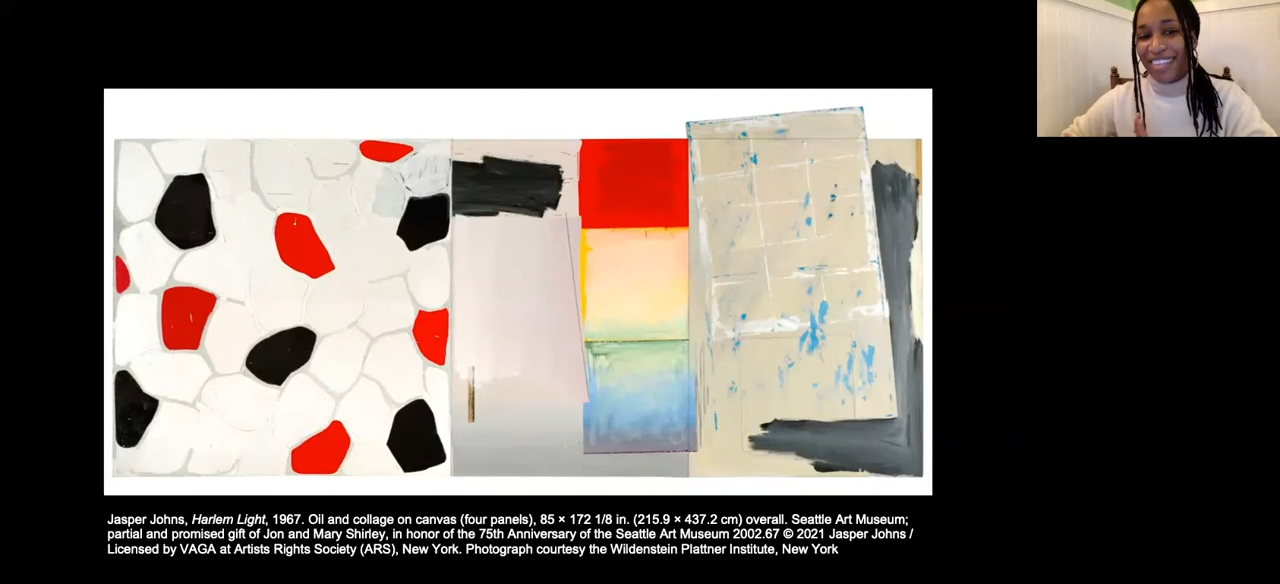 Jasper Johns, Harlem Light, 1967. Oil and collage on canvas (four panels), 85 × 172 1/8 in. (215.9 × 437.2 cm) overall. Seattle Art Museum;
partial and promised gift of Jon and Mary Shirley, in honor of the 75th Anniversary of the Seattle Art Museum 2002.67 © 2021 Jasper Johns /
Licensed by VAGA at Artists Rights Society (ARS), New York. Photograph courtesy the Wildenstein Plattner Institute, New York